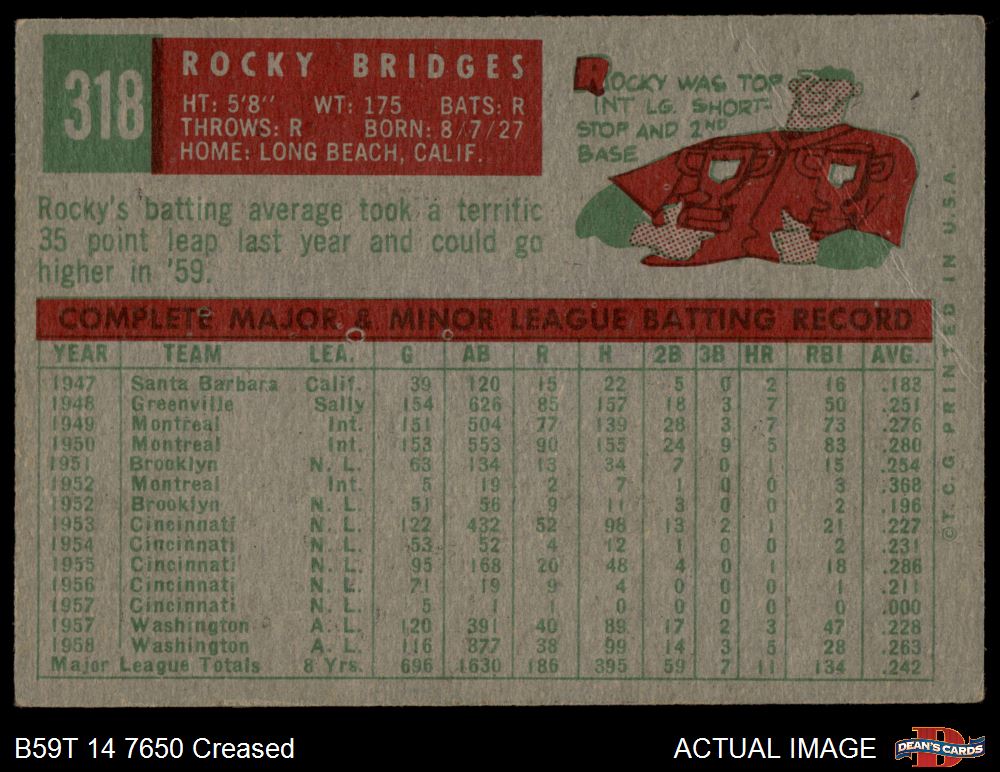 318
ROCKY BRIDGES
HT: 5'8" WT: 175 BATS: R
THROWS: R BORN: 8/7/27
HOME: LONG BEACH, CALIF.
ROCKY WAS TOP
INT LG. SHORT-
STOP AND 2ND
BASE
Rocky's batting average took a terrific
35 point leap last year and could go
higher in '59.
COMPLETE MAJOR & MINOR LEAGUE BATTING RECORD
YEAR TEAM LEA. G AB R H 2B 3B HR RBI AVG.
1947 Santa Barbara Calif. 39 120 15 22 5 0 2 16 .183
1948 Greenville Sally 154 626 85 157 18 3 7 50 .251
1949 Montreal Int. 151 504 77 139 28 3 7 73 .276
1950 Montreal Int. 153 553 90 155 24 9 5 83 .280
1951 Brooklyn N. L. 63 134 13 34 7 0 1 15 .254
1952 Montreal Int. 5 19 2 7 1 0 0 3 .368
1952 Brooklyn N. L. 51 56 9 11 3 0 0 2 .196
1953 Cincinnati N. L. 122 432 52 98 13 2 1 21 .227
1954 Cincinnati N. L. 53 52 4 12 1 0 0 2 .231
1955 Cincinnati N. L. 95 168 20 48 4 0 1 18 .286
1956 Cincinnati N. L. 71 19 9 4 0 0 0 1 .211
1957 Cincinnati N. L. 5 1 1 0 0 0 0 0 .000
1957 Washington A. L. 120 391 40 89 17 2 3 47 .228
1958 Washington A. L. 116 377 38 99 14 3 5 28 .263
Major League Totals 8 Yrs. 696 1630 186 395 59 7 11 134 .242
©T. C. G. PRINTED IN U.S.A.
B59T 14 7650 Creased
ACTUAL IMAGE
DEAN'S CARDS